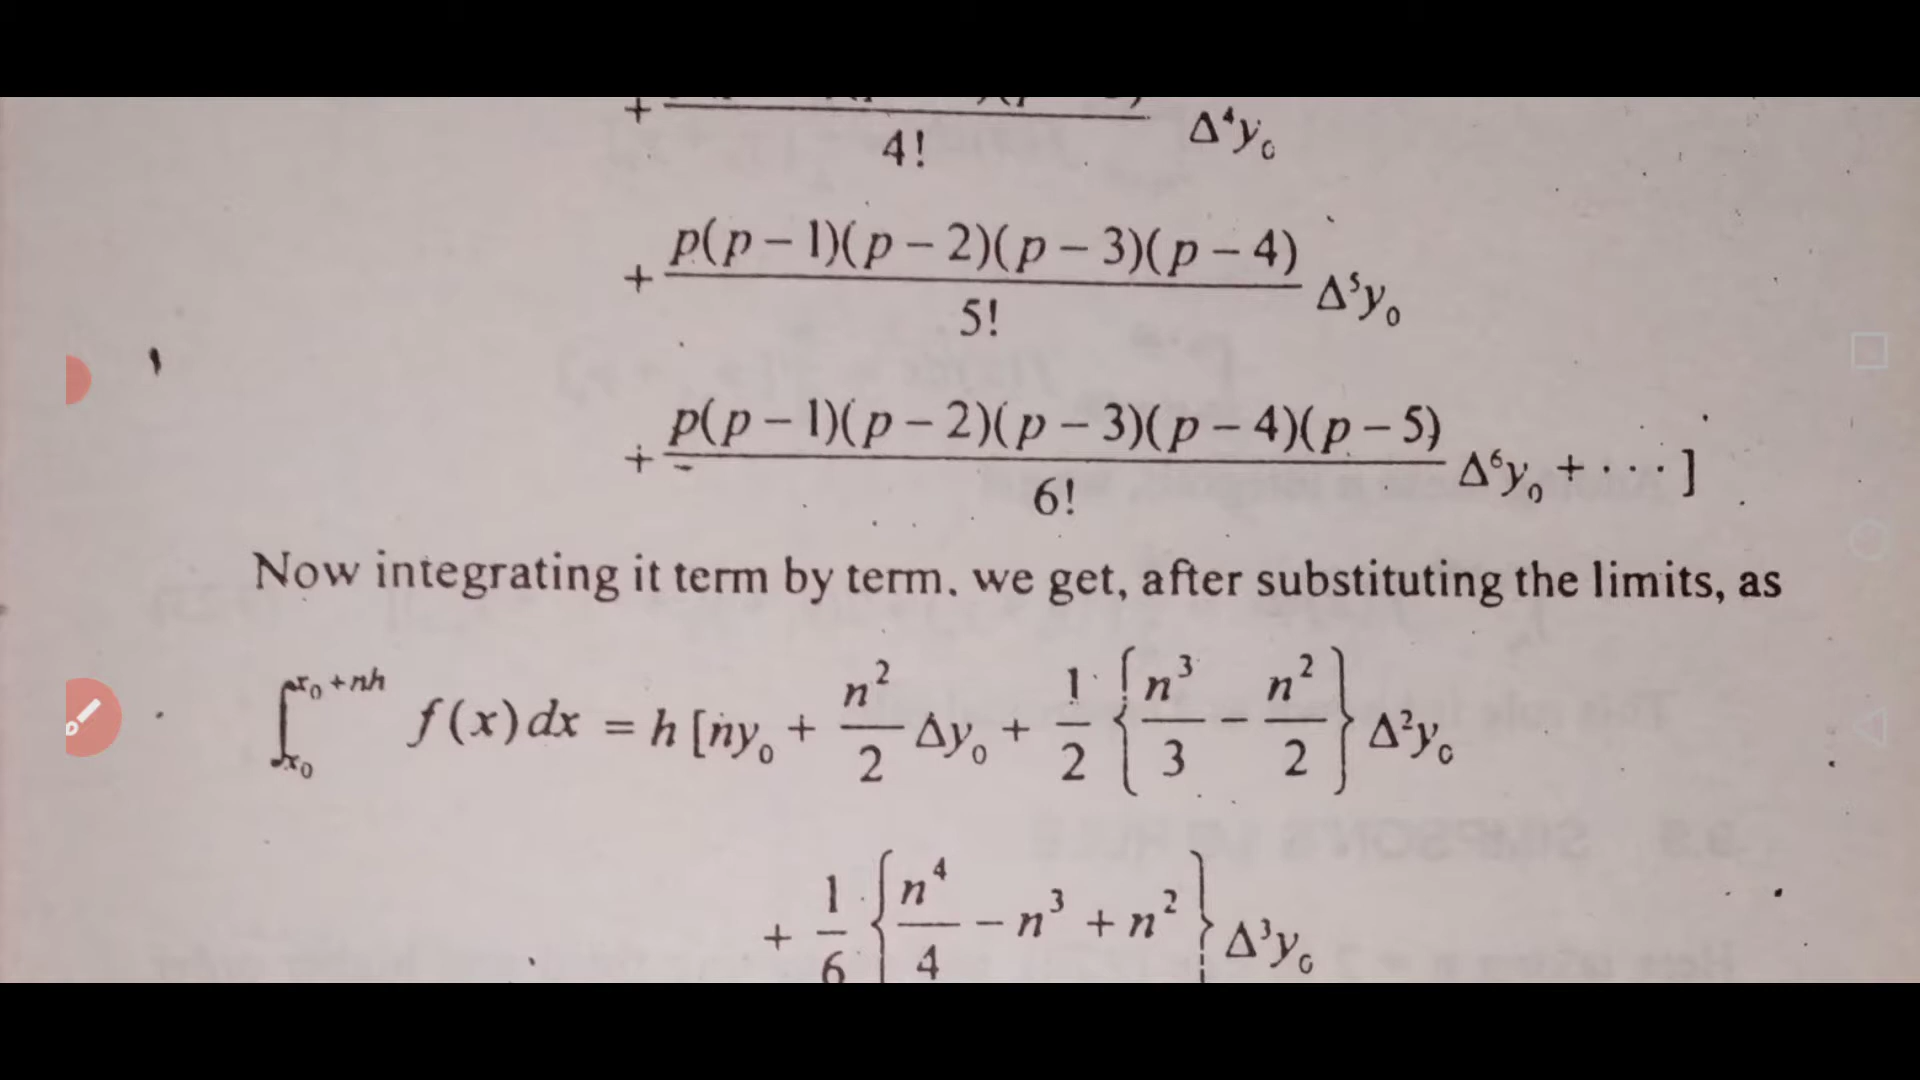 + 4! Δ⁴y₀
+ p(p – 1)(p – 2)(p – 3)(p – 4) / 5! Δ⁵y₀
+ p(p – 1)(p – 2)(p – 3)(p – 4)(p – 5) / 6! Δ⁶y₀ + · · · ]
Now integrating it term by term. we get, after substituting the limits, as
∫_{x₀}^{x₀ + nh} f(x) dx = h [ny₀ + n²/2 Δy₀ + 1/2 {n³/3 – n²/2} Δ²y₀
+ 1/6 {n⁴/4 – n³ + n²} Δ³y₀